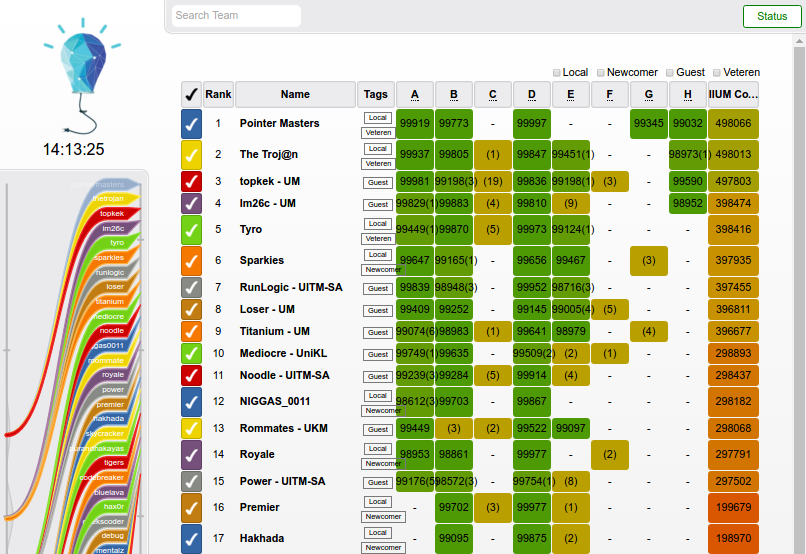 Search Team
Status
14:13:25
Local Newcomer Guest Veteren
Rank Name Tags A B C D E F G H IIUM Co...
1 Pointer Masters Local Veteren 99919 99773 - 99997 - - 99345 99032 498066
2 The Troj@n Local Veteren 99937 99805 (1) 99847 99451(1) - - 98973(1) 498013
3 topkek - UM Guest 99981 99198(3) (19) 99836 99198(1) (3) - 99590 497803
4 lm26c - UM Guest 99829(1) 99883 (4) 99810 (9) - - 98952 398474
5 Tyro Local Veteren 99449(1) 99870 (5) 99973 99124(1) - - - 398416
6 Sparkies Local Newcomer 99647 99165(1) - 99656 99467 - (3) - 397935
7 RunLogic - UITM-SA Guest 99839 98948(3) - 99952 98716(3) - - - 397455
8 Loser - UM Guest 99409 99252 - 99145 99005(4) (5) - - 396811
9 Titanium - UM Guest 99074(6) 98983 (1) 99641 98979 - (4) - 396677
10 Mediocre - UniKL Guest 99749(1) 99635 - 99509(2) (2) (1) - - 298893
11 Noodle - UITM-SA Guest 99239(3) 99284 (5) 99914 (4) - - - 298437
12 NIGGAS_0011 Local Newcomer 98612(3) 99703 - 99867 - - - - 298182
13 Rommates - UKM Guest 99449 (3) (2) 99522 99097 - - - 298068
14 Royale Local Newcomer 98953 98861 - 99977 - (2) - - 297791
15 Power - UITM-SA Guest 99176(5) 98572(3) - 99754(1) (8) - - - 297502
16 Premier Local Newcomer - 99702 (3) 99977 (1) - - - 199679
17 Hakhada Local Newcomer - 99095 - 99875 (2) - - - 198970
metrojan
topkek
lm26c
tyro
sparkies
runlogic
loser
titanium
mediocre
noodle
gas0011
rommate
royale
power
premier
hakhada
skycracker
hakayas
tigers
codebreaker
bluelava
hax0r
kscoder
debug
mentalz